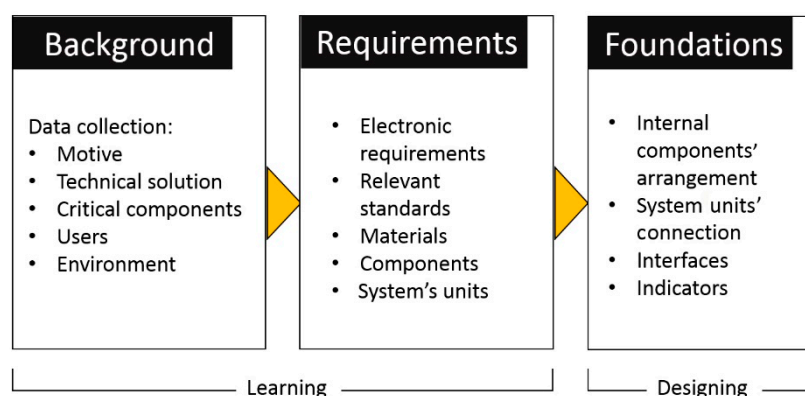 Background
Data collection:
• Motive
• Technical solution
• Critical components
• Users
• Environment
Requirements
• Electronic
requirements
• Relevant
standards
• Materials
• Components
• System's units
Foundations
• Internal
components'
arrangement
• System units'
connection
• Interfaces
• Indicators
Learning
Designing